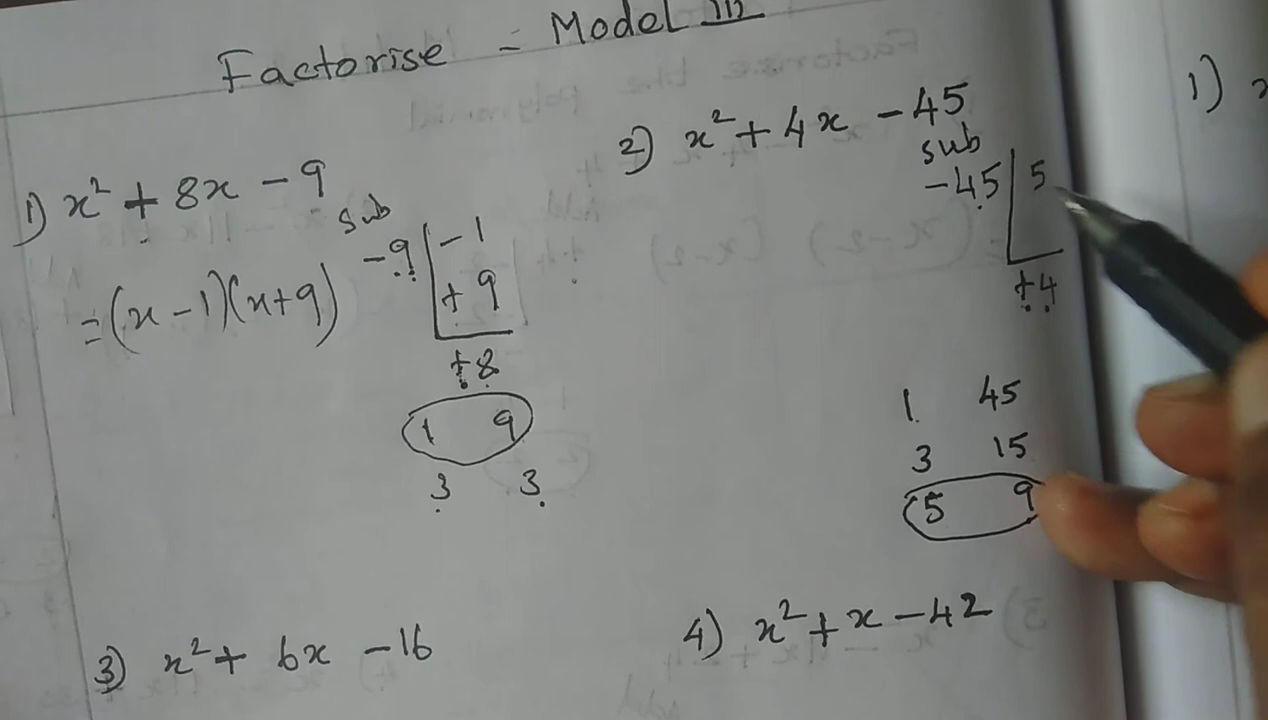 Factorise - Model III
1) x² + 8x - 9
sub
= (x - 1)(x + 9)
-9 | -1
+ 9
+8
1 9
3 3
2) x² + 4x - 45
sub
-45 | 5
+4
1 45
3 15
5 9
3) x² + 6x - 16
4) x² + x - 42
1)